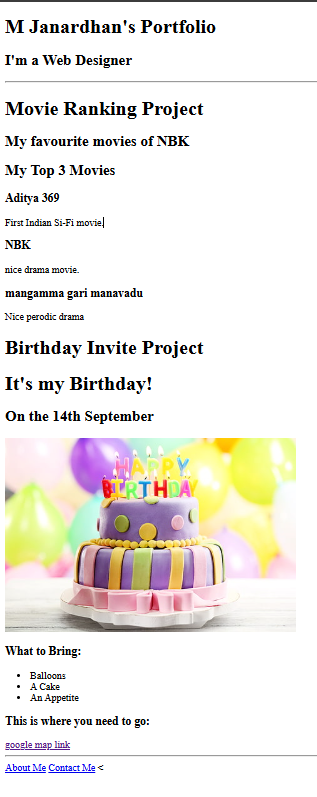 M Janardhan's Portfolio
I'm a Web Designer
Movie Ranking Project
My favourite movies of NBK
My Top 3 Movies
Aditya 369
First Indian Si-Fi movie.
NBK
nice drama movie.
mangamma gari manavadu
Nice perodic drama
Birthday Invite Project
It's my Birthday!
On the 14th September
HAPPY
BIRTHDAY
What to Bring:
Balloons
A Cake
An Appetite
This is where you need to go:
google map link
About Me Contact Me <